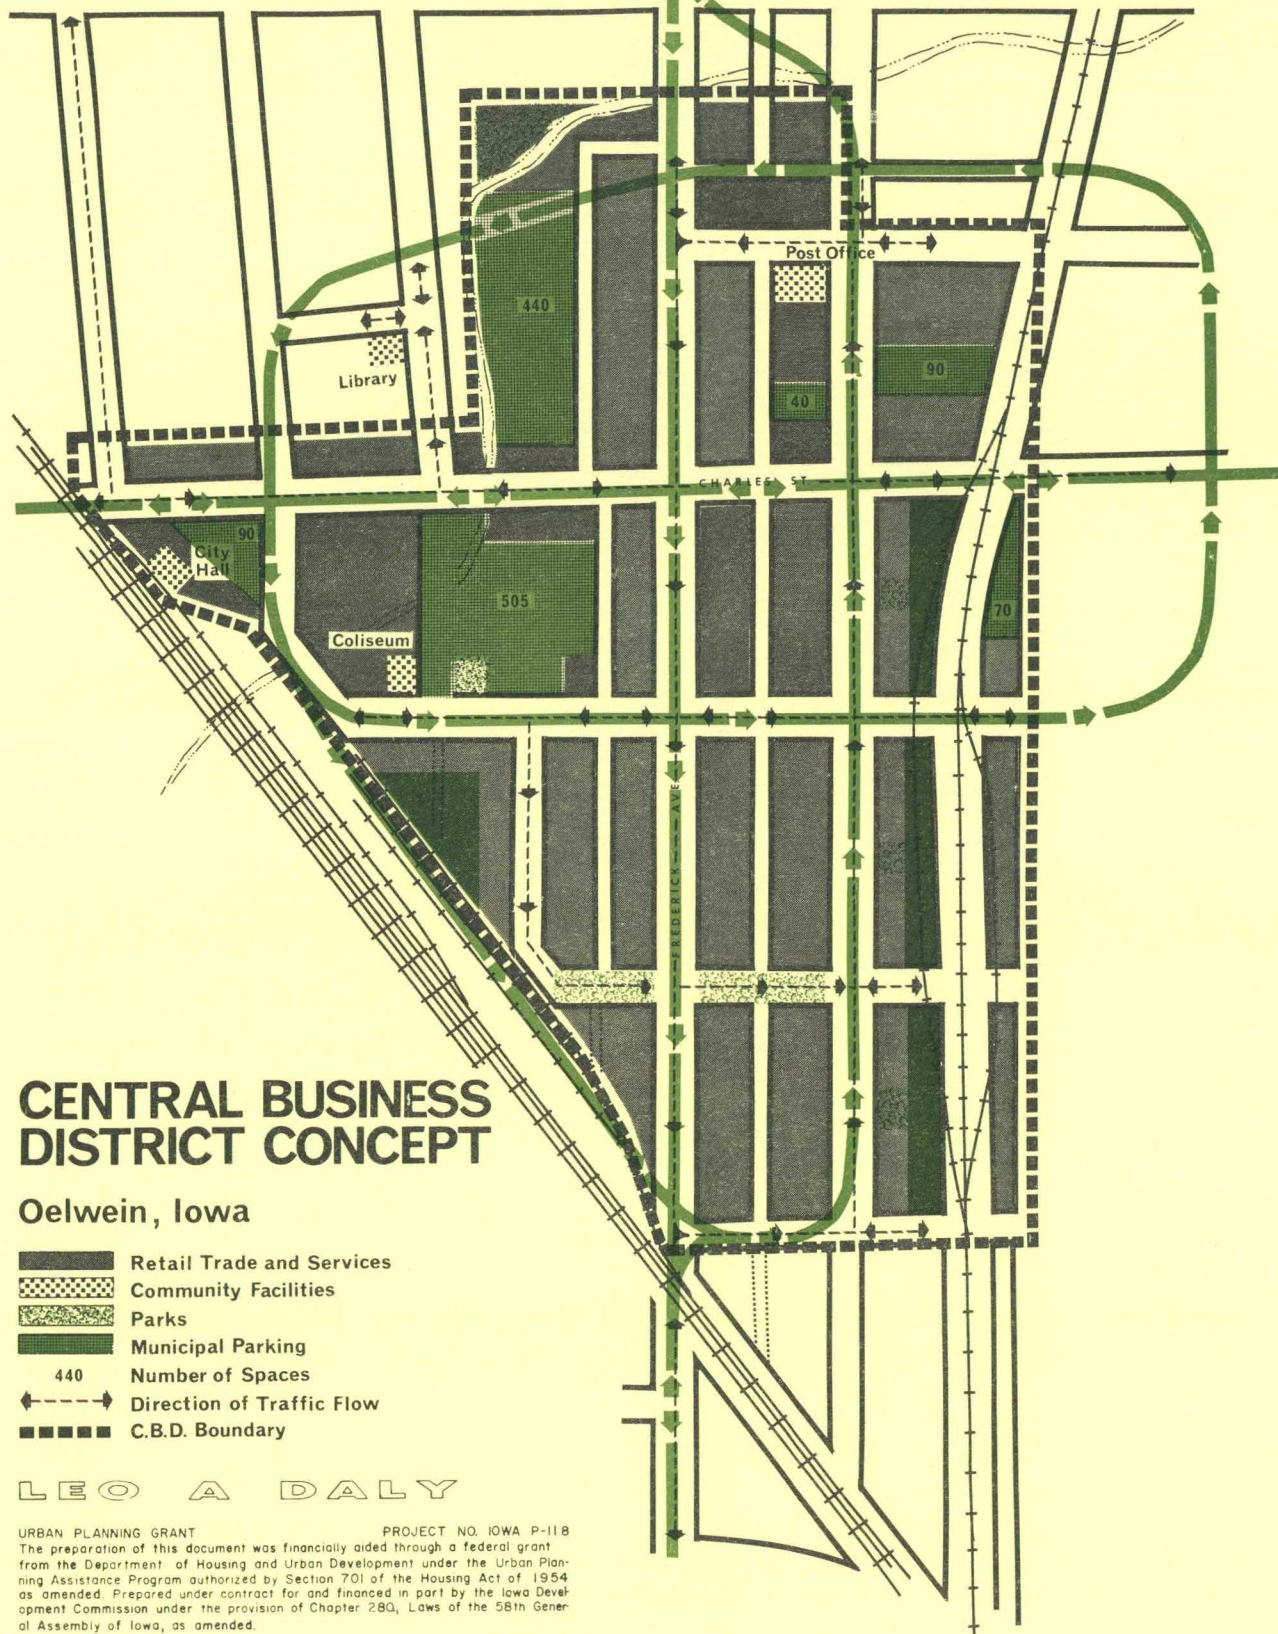 Post Office
440
90
Library
40
CHARLES ST
90
City
Hall
505
70
Coliseum
FREDERICK AVE
CENTRAL BUSINESS
DISTRICT CONCEPT
Oelwein, Iowa
Retail Trade and Services
Community Facilities
Parks
Municipal Parking
440 Number of Spaces
Direction of Traffic Flow
C.B.D. Boundary
LEO A DALY
URBAN PLANNING GRANT PROJECT NO. IOWA P-118
The preparation of this document was financially aided through a federal grant
from the Department of Housing and Urban Development under the Urban Plan-
ning Assistance Program authorized by Section 701 of the Housing Act of 1954
as amended. Prepared under contract for and financed in part by the Iowa Devel-
opment Commission under the provision of Chapter 28A, Laws of the 58th Gener-
al Assembly of Iowa, as amended.